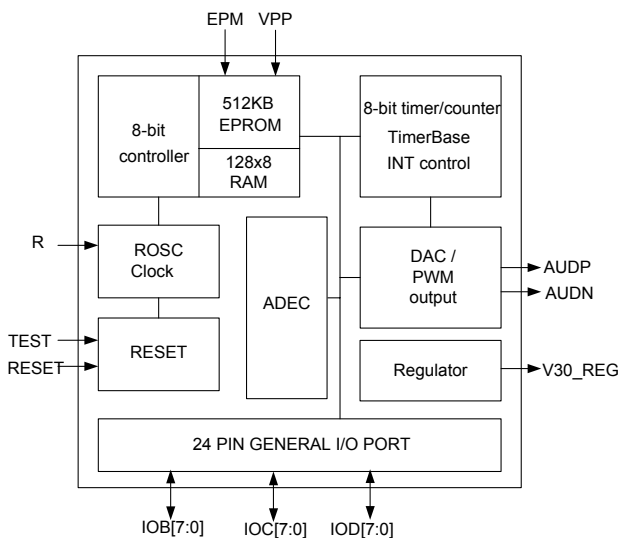 EPM VPP
8-bit
controller
512KB
EPROM
128x8
RAM
8-bit timer/counter
TimerBase
INT control
R
ROSC
Clock
ADEC
DAC /
PWM
output
AUDP
AUDN
TEST
RESET
RESET
Regulator
V30_REG
24 PIN GENERAL I/O PORT
IOB[7:0] IOC[7:0] IOD[7:0]